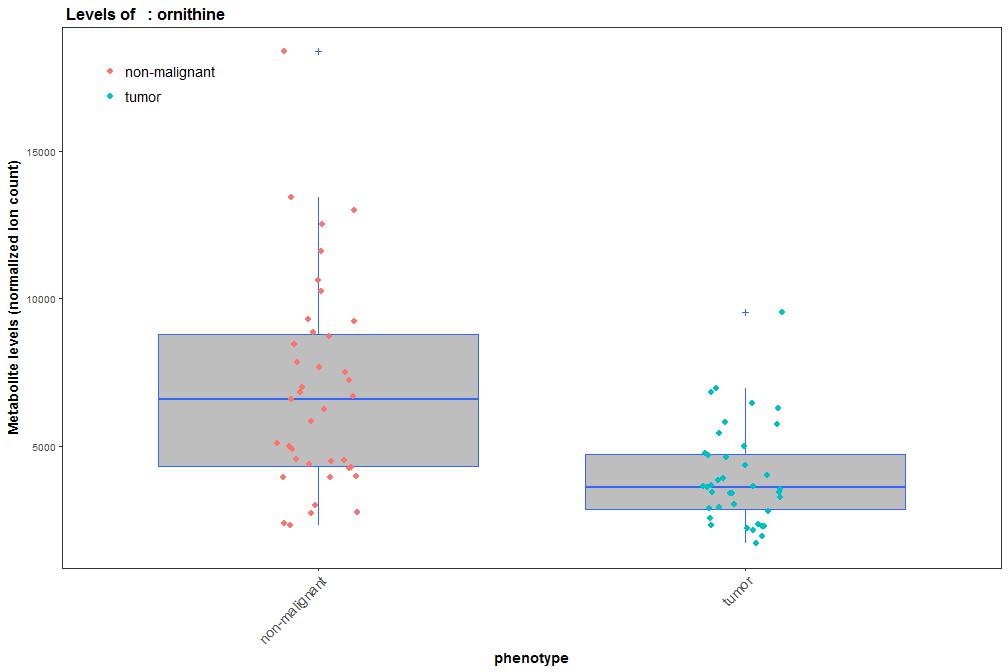 Levels of : ornithine
non-malignant
tumor
Metabolite levels (normalized Ion count)
15000
10000
5000
non-malignant
tumor
phenotype